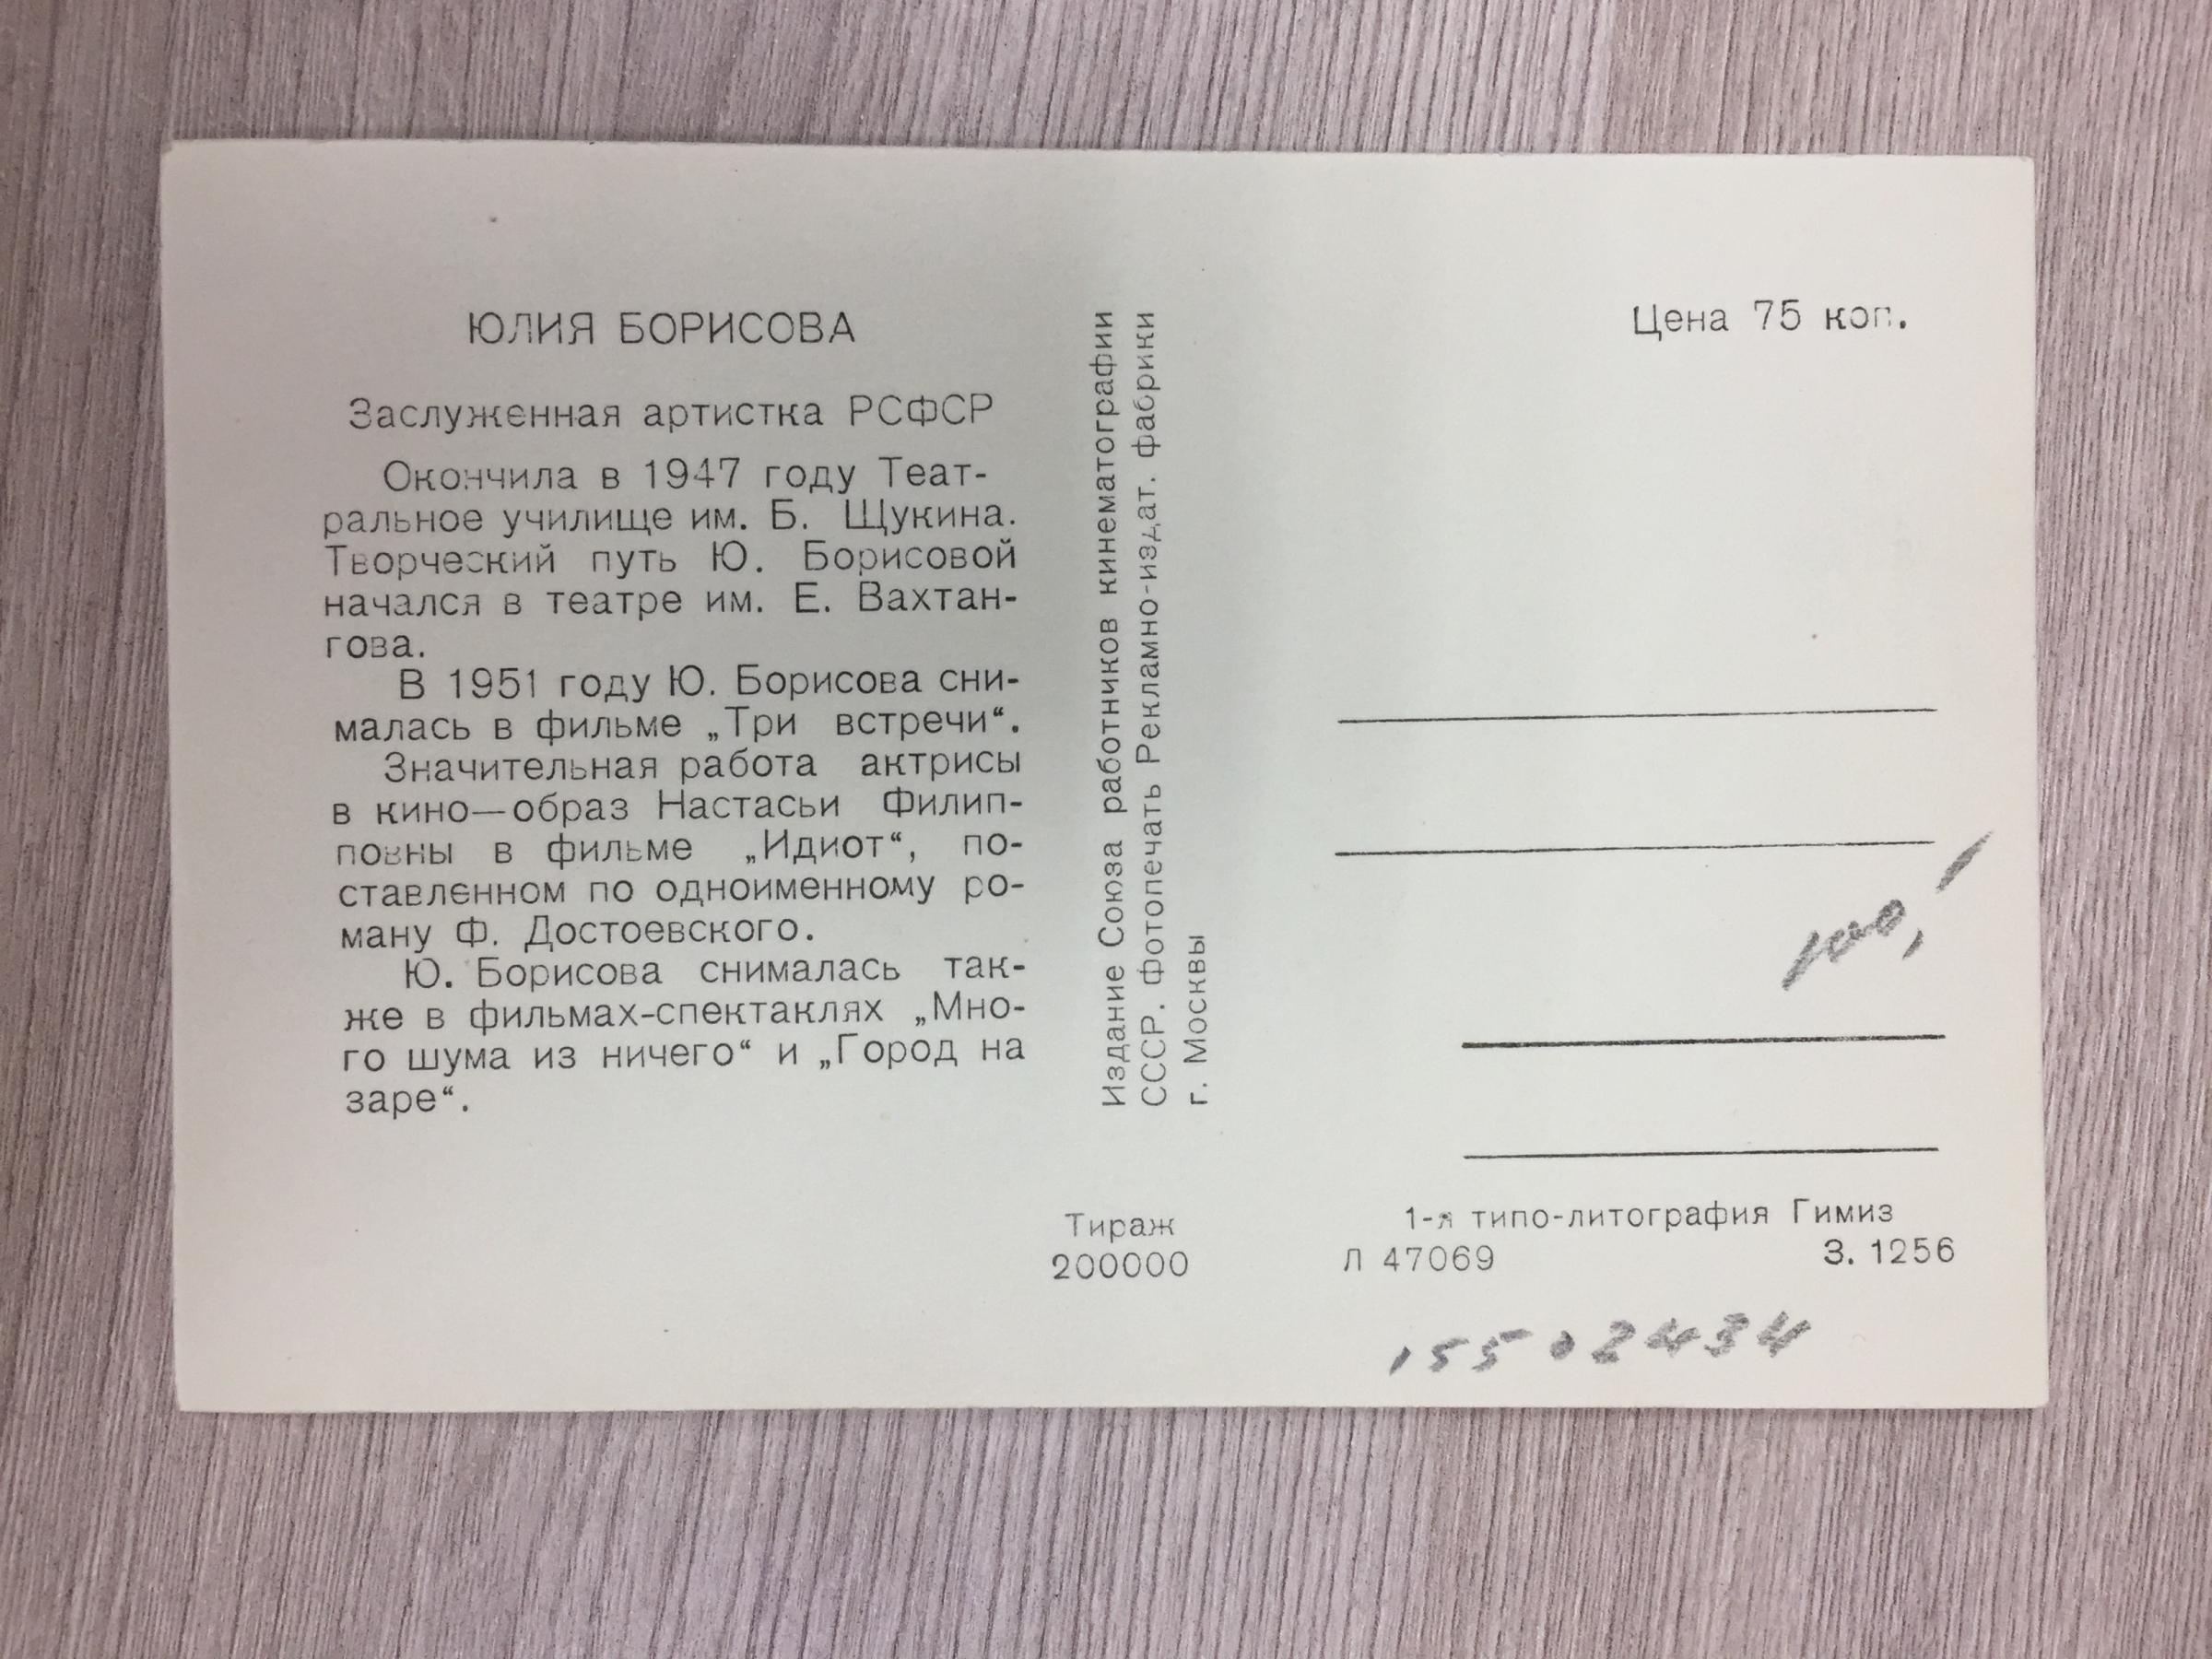 ЮЛИЯ БОРИСОВА
Заслуженная артистка РСФСР
Окончила в 1947 году Теат-
ральное училище им. Б. Щукина.
Творческий путь Ю. Борисовой
начался в театре им. Е. Вахтан-
гова.
В 1951 году Ю. Борисова сни-
малась в фильме „Три встречи“.
Значительная работа актрисы
в кино—образ Настасьи Филип-
повны в фильме „Идиот“, по-
ставленном по одноименному ро-
ману Ф. Достоевского.
Ю. Борисова снималась так-
же в фильмах-спектаклях „Мно-
го шума из ничего“ и „Город на
заре“.
Издание Союза работников кинематографии
СССР. Фотопечать Рекламно-издат. фабрики
г. Москвы
Тираж
200000
Цена 75 коп.
1-я типо-литография Гимиз
Л 47069 З. 1256